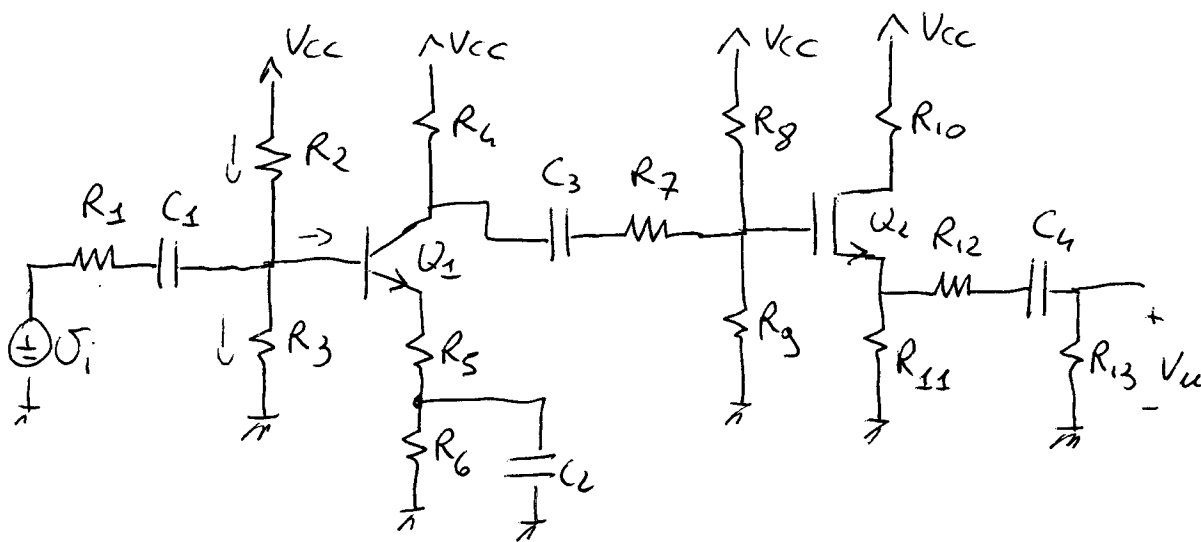 VCC VCC VCC VCC
R4 R8 R10
R2
R1 C1 C3 R7
Q1 Q2 R12 C4
+
υi R3 R5 R9 R11 R13 Vu
-
R6 C2